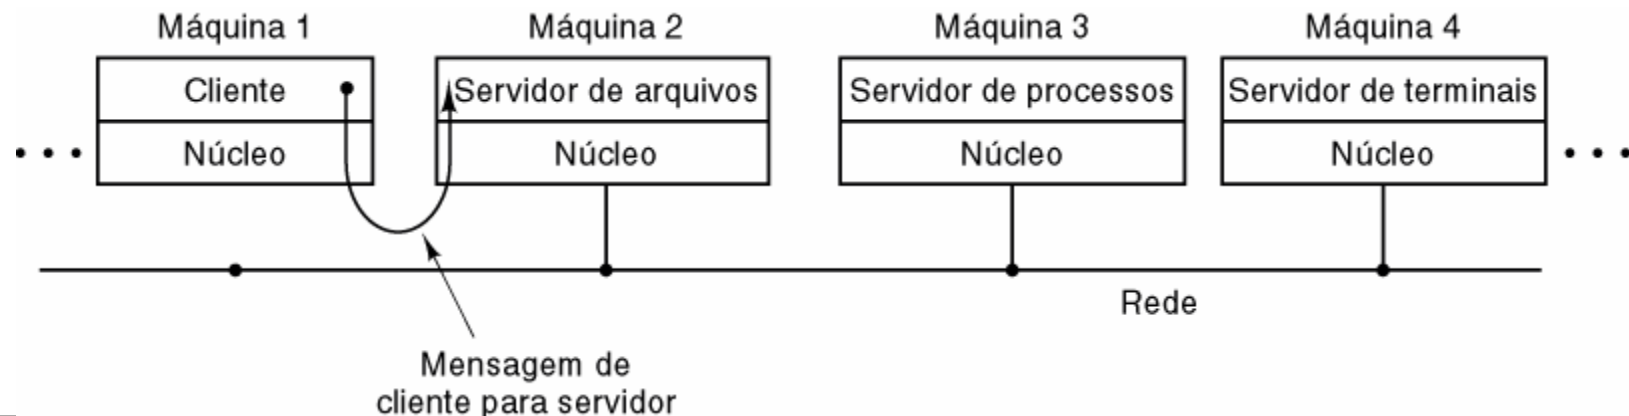 Máquina 1
Máquina 2
Máquina 3
Máquina 4
Cliente
Servidor de arquivos
Servidor de processos
Servidor de terminais
Núcleo
Núcleo
Núcleo
Núcleo
Rede
Mensagem de
cliente para servidor